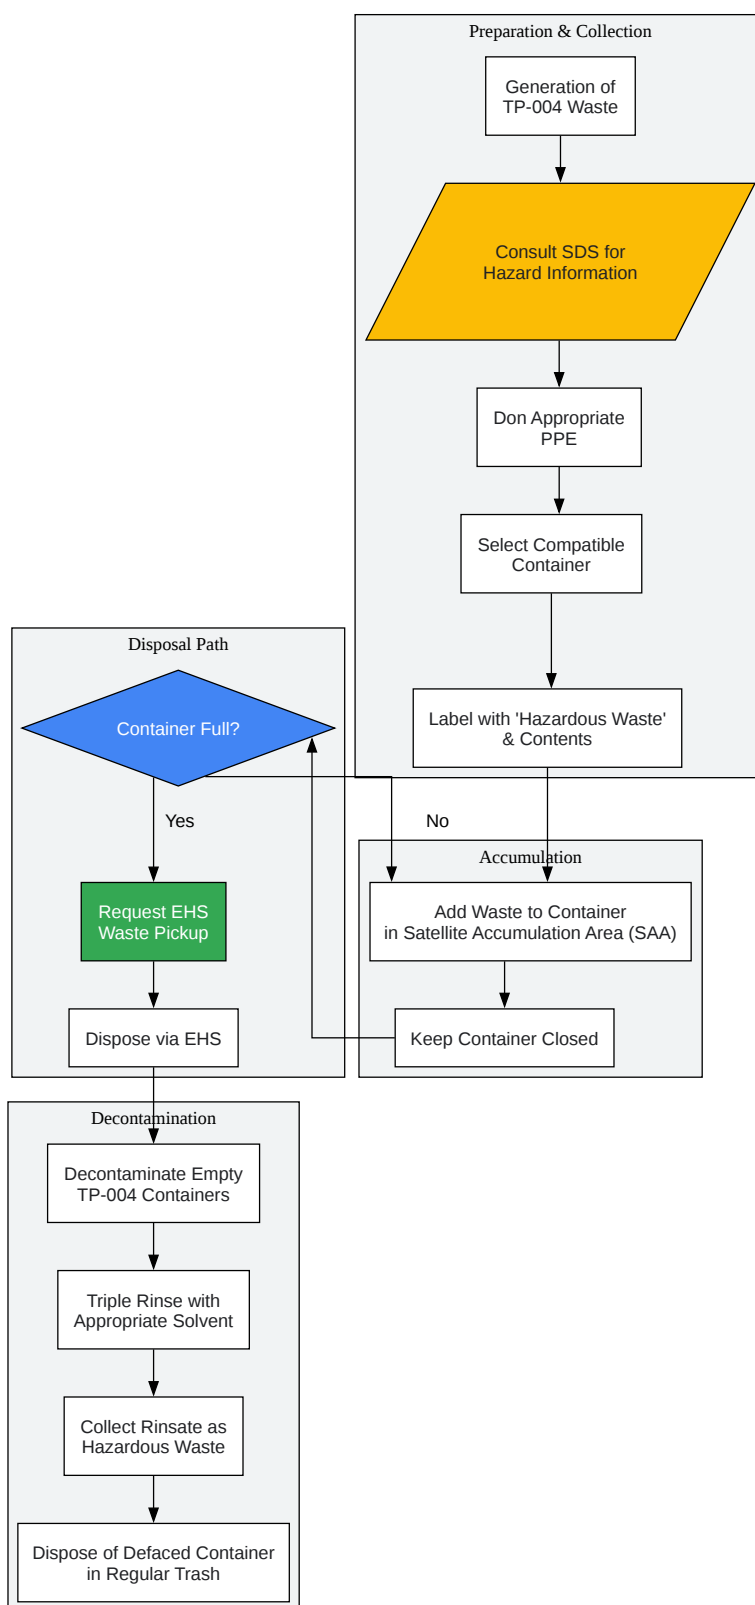 Preparation & Collection
Generation of
TP-004 Waste
Consult SDS for
Hazard Information
Don Appropriate
PPE
Select Compatible
Container
Label with 'Hazardous Waste'
& Contents
Disposal Path
Container Full?
Yes
No
Request EHS
Waste Pickup
Dispose via EHS
Accumulation
Add Waste to Container
in Satellite Accumulation Area (SAA)
Keep Container Closed
Decontamination
Decontaminate Empty
TP-004 Containers
Triple Rinse with
Appropriate Solvent
Collect Rinsate as
Hazardous Waste
Dispose of Defaced Container
in Regular Trash